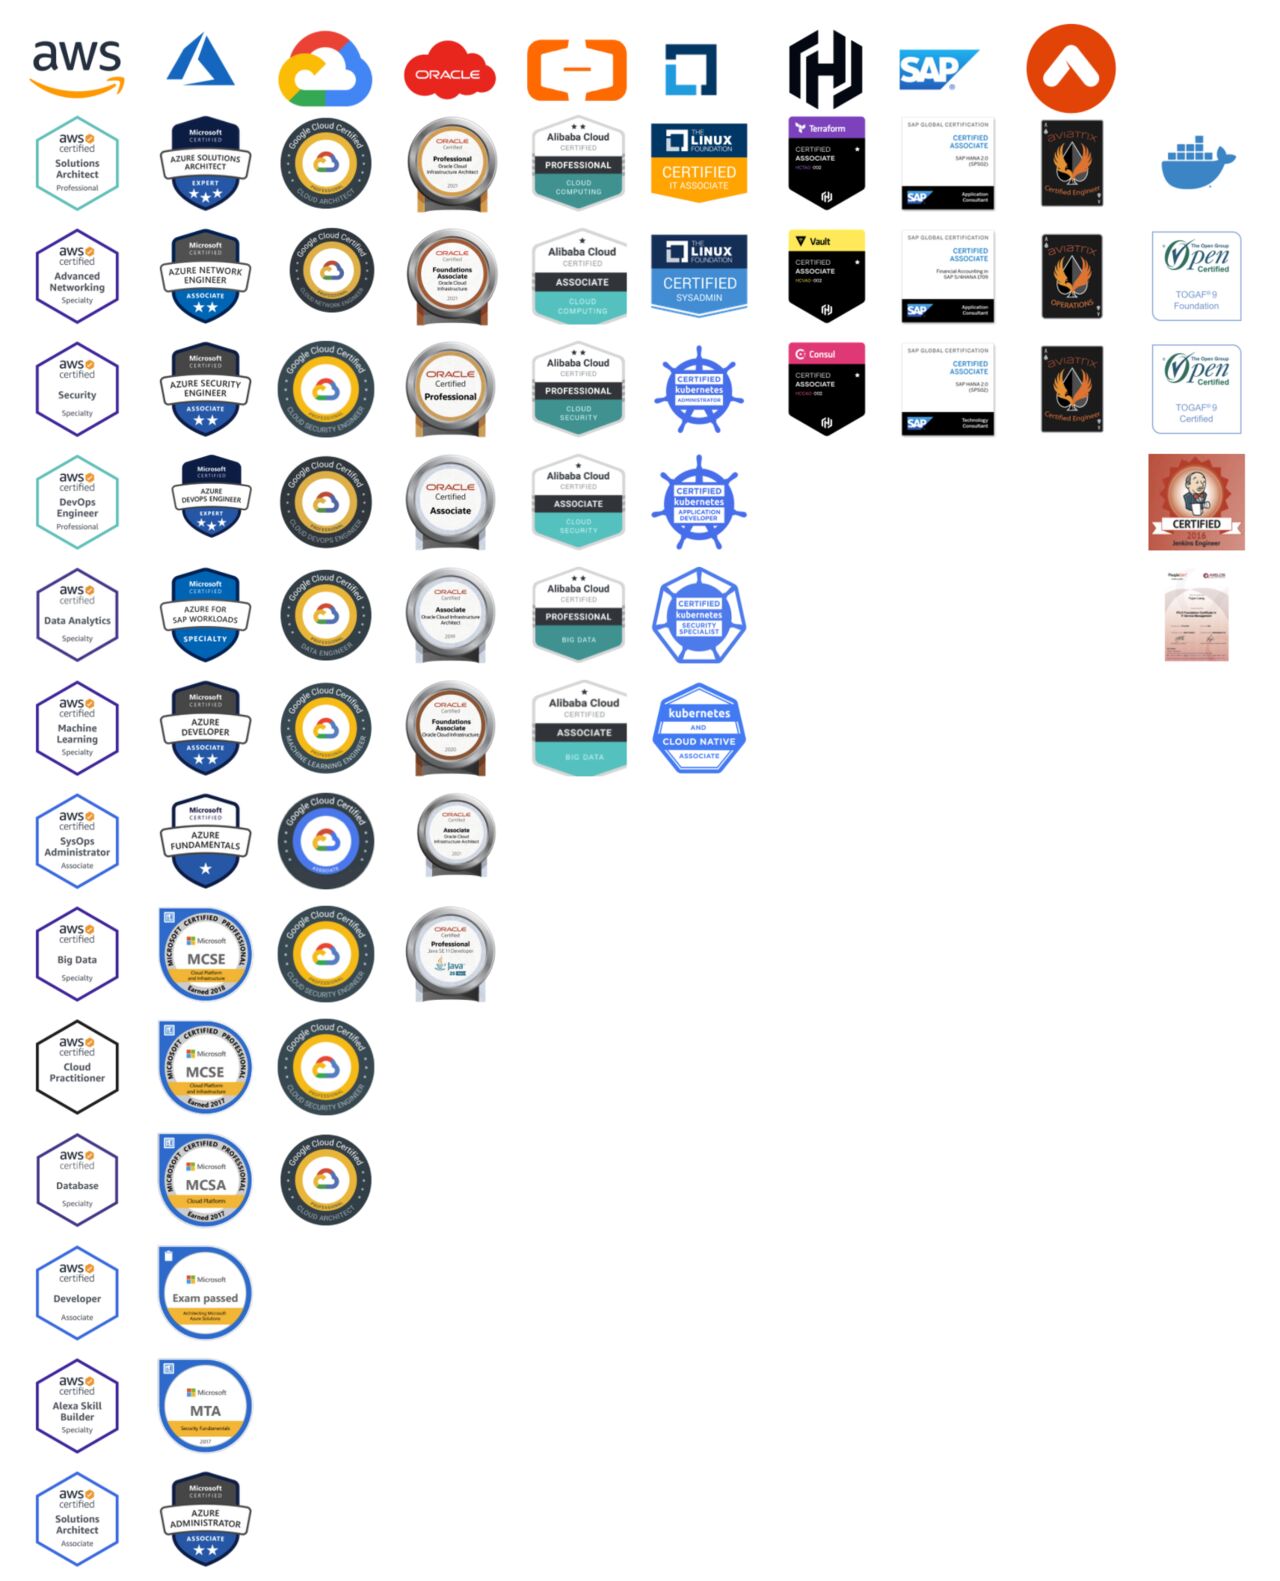 aws
ORACLE
SAP
aws
certified
Solutions
Architect
Professional
Microsoft
CERTIFIED
AZURE SOLUTIONS
ARCHITECT
EXPERT
Google Cloud Certified
PROFESSIONAL
CLOUD ARCHITECT
ORACLE
Certified
Professional
Oracle Cloud
Infrastructure Architect
2021
Alibaba Cloud
CERTIFIED
PROFESSIONAL
CLOUD
COMPUTING
THE
LINUX
FOUNDATION
CERTIFIED
IT ASSOCIATE
Terraform
CERTIFIED
ASSOCIATE
HCTA0-002
SAP GLOBAL CERTIFICATION
CERTIFIED
ASSOCIATE
SAP HANA 2.0
(SPS02)
SAP
Application
Consultant
aviatrix
Certified Engineer
aws
certified
Advanced
Networking
Specialty
Microsoft
CERTIFIED
AZURE NETWORK
ENGINEER
ASSOCIATE
Google Cloud Certified
PROFESSIONAL
CLOUD NETWORK ENGINEER
ORACLE
Certified
Foundations
Associate
Oracle Cloud
Infrastructure
2021
Alibaba Cloud
CERTIFIED
ASSOCIATE
CLOUD
COMPUTING
THE
LINUX
FOUNDATION
CERTIFIED
SYSADMIN
Vault
CERTIFIED
ASSOCIATE
HCVA0-002
SAP GLOBAL CERTIFICATION
CERTIFIED
ASSOCIATE
Financial Accounting in
SAP S/4HANA 1709
SAP
Application
Consultant
aviatrix
OPERATIONS
The Open Group
Open
Certified
TOGAF® 9
Foundation
aws
certified
Security
Specialty
Microsoft
CERTIFIED
AZURE SECURITY
ENGINEER
ASSOCIATE
Google Cloud Certified
PROFESSIONAL
CLOUD SECURITY ENGINEER
ORACLE
Certified
Professional
Alibaba Cloud
CERTIFIED
PROFESSIONAL
CLOUD
SECURITY
CERTIFIED
kubernetes
ADMINISTRATOR
Consul
CERTIFIED
ASSOCIATE
HCCA0-002
SAP GLOBAL CERTIFICATION
CERTIFIED
ASSOCIATE
SAP HANA 2.0
(SPS02)
SAP
Technology
Consultant
aviatrix
Certified Engineer
The Open Group
Open
Certified
TOGAF® 9
Certified
aws
certified
DevOps
Engineer
Professional
Microsoft
CERTIFIED
AZURE
DEVOPS ENGINEER
EXPERT
Google Cloud Certified
PROFESSIONAL
CLOUD DEVOPS ENGINEER
ORACLE
Certified
Associate
Alibaba Cloud
CERTIFIED
ASSOCIATE
CLOUD
SECURITY
CERTIFIED
kubernetes
APPLICATION
DEVELOPER
CERTIFIED
2016
Jenkins Engineer
aws
certified
Data Analytics
Specialty
Microsoft
CERTIFIED
AZURE FOR
SAP WORKLOADS
SPECIALTY
Google Cloud Certified
PROFESSIONAL
DATA ENGINEER
ORACLE
Certified
Associate
Oracle Cloud Infrastructure
Architect
2019
Alibaba Cloud
CERTIFIED
PROFESSIONAL
BIG DATA
CERTIFIED
kubernetes
SECURITY
SPECIALIST
aws
certified
Machine
Learning
Specialty
Microsoft
CERTIFIED
AZURE
DEVELOPER
ASSOCIATE
Google Cloud Certified
PROFESSIONAL
MACHINE LEARNING ENGINEER
ORACLE
Certified
Foundations
Associate
Oracle Cloud Infrastructure
2020
Alibaba Cloud
CERTIFIED
ASSOCIATE
BIG DATA
kubernetes
AND
CLOUD NATIVE
ASSOCIATE
aws
certified
SysOps
Administrator
Associate
Microsoft
CERTIFIED
AZURE
FUNDAMENTALS
Google Cloud Certified
ASSOCIATE
ORACLE
Certified
Associate
Oracle Cloud
Infrastructure Architect
2021
aws
certified
Big Data
Specialty
MICROSOFT CERTIFIED PROFESSIONAL
Microsoft
MCSE
Cloud Platform
and Infrastructure
Earned 2018
Google Cloud Certified
PROFESSIONAL
CLOUD SECURITY ENGINEER
ORACLE
Certified
Professional
Java SE 11 Developer
Java
aws
certified
Cloud
Practitioner
MICROSOFT CERTIFIED PROFESSIONAL
Microsoft
MCSE
Cloud Platform
and Infrastructure
Earned 2017
Google Cloud Certified
PROFESSIONAL
CLOUD SECURITY ENGINEER
aws
certified
Database
Specialty
MICROSOFT CERTIFIED PROFESSIONAL
Microsoft
MCSA
Cloud Platform
Earned 2017
Google Cloud Certified
PROFESSIONAL
CLOUD ARCHITECT
aws
certified
Developer
Associate
Microsoft
Exam passed
Architecting Microsoft
Azure Solutions
aws
certified
Alexa Skill
Builder
Specialty
Microsoft
MTA
Security Fundamentals
2017
aws
certified
Solutions
Architect
Associate
Microsoft
CERTIFIED
AZURE
ADMINISTRATOR
ASSOCIATE